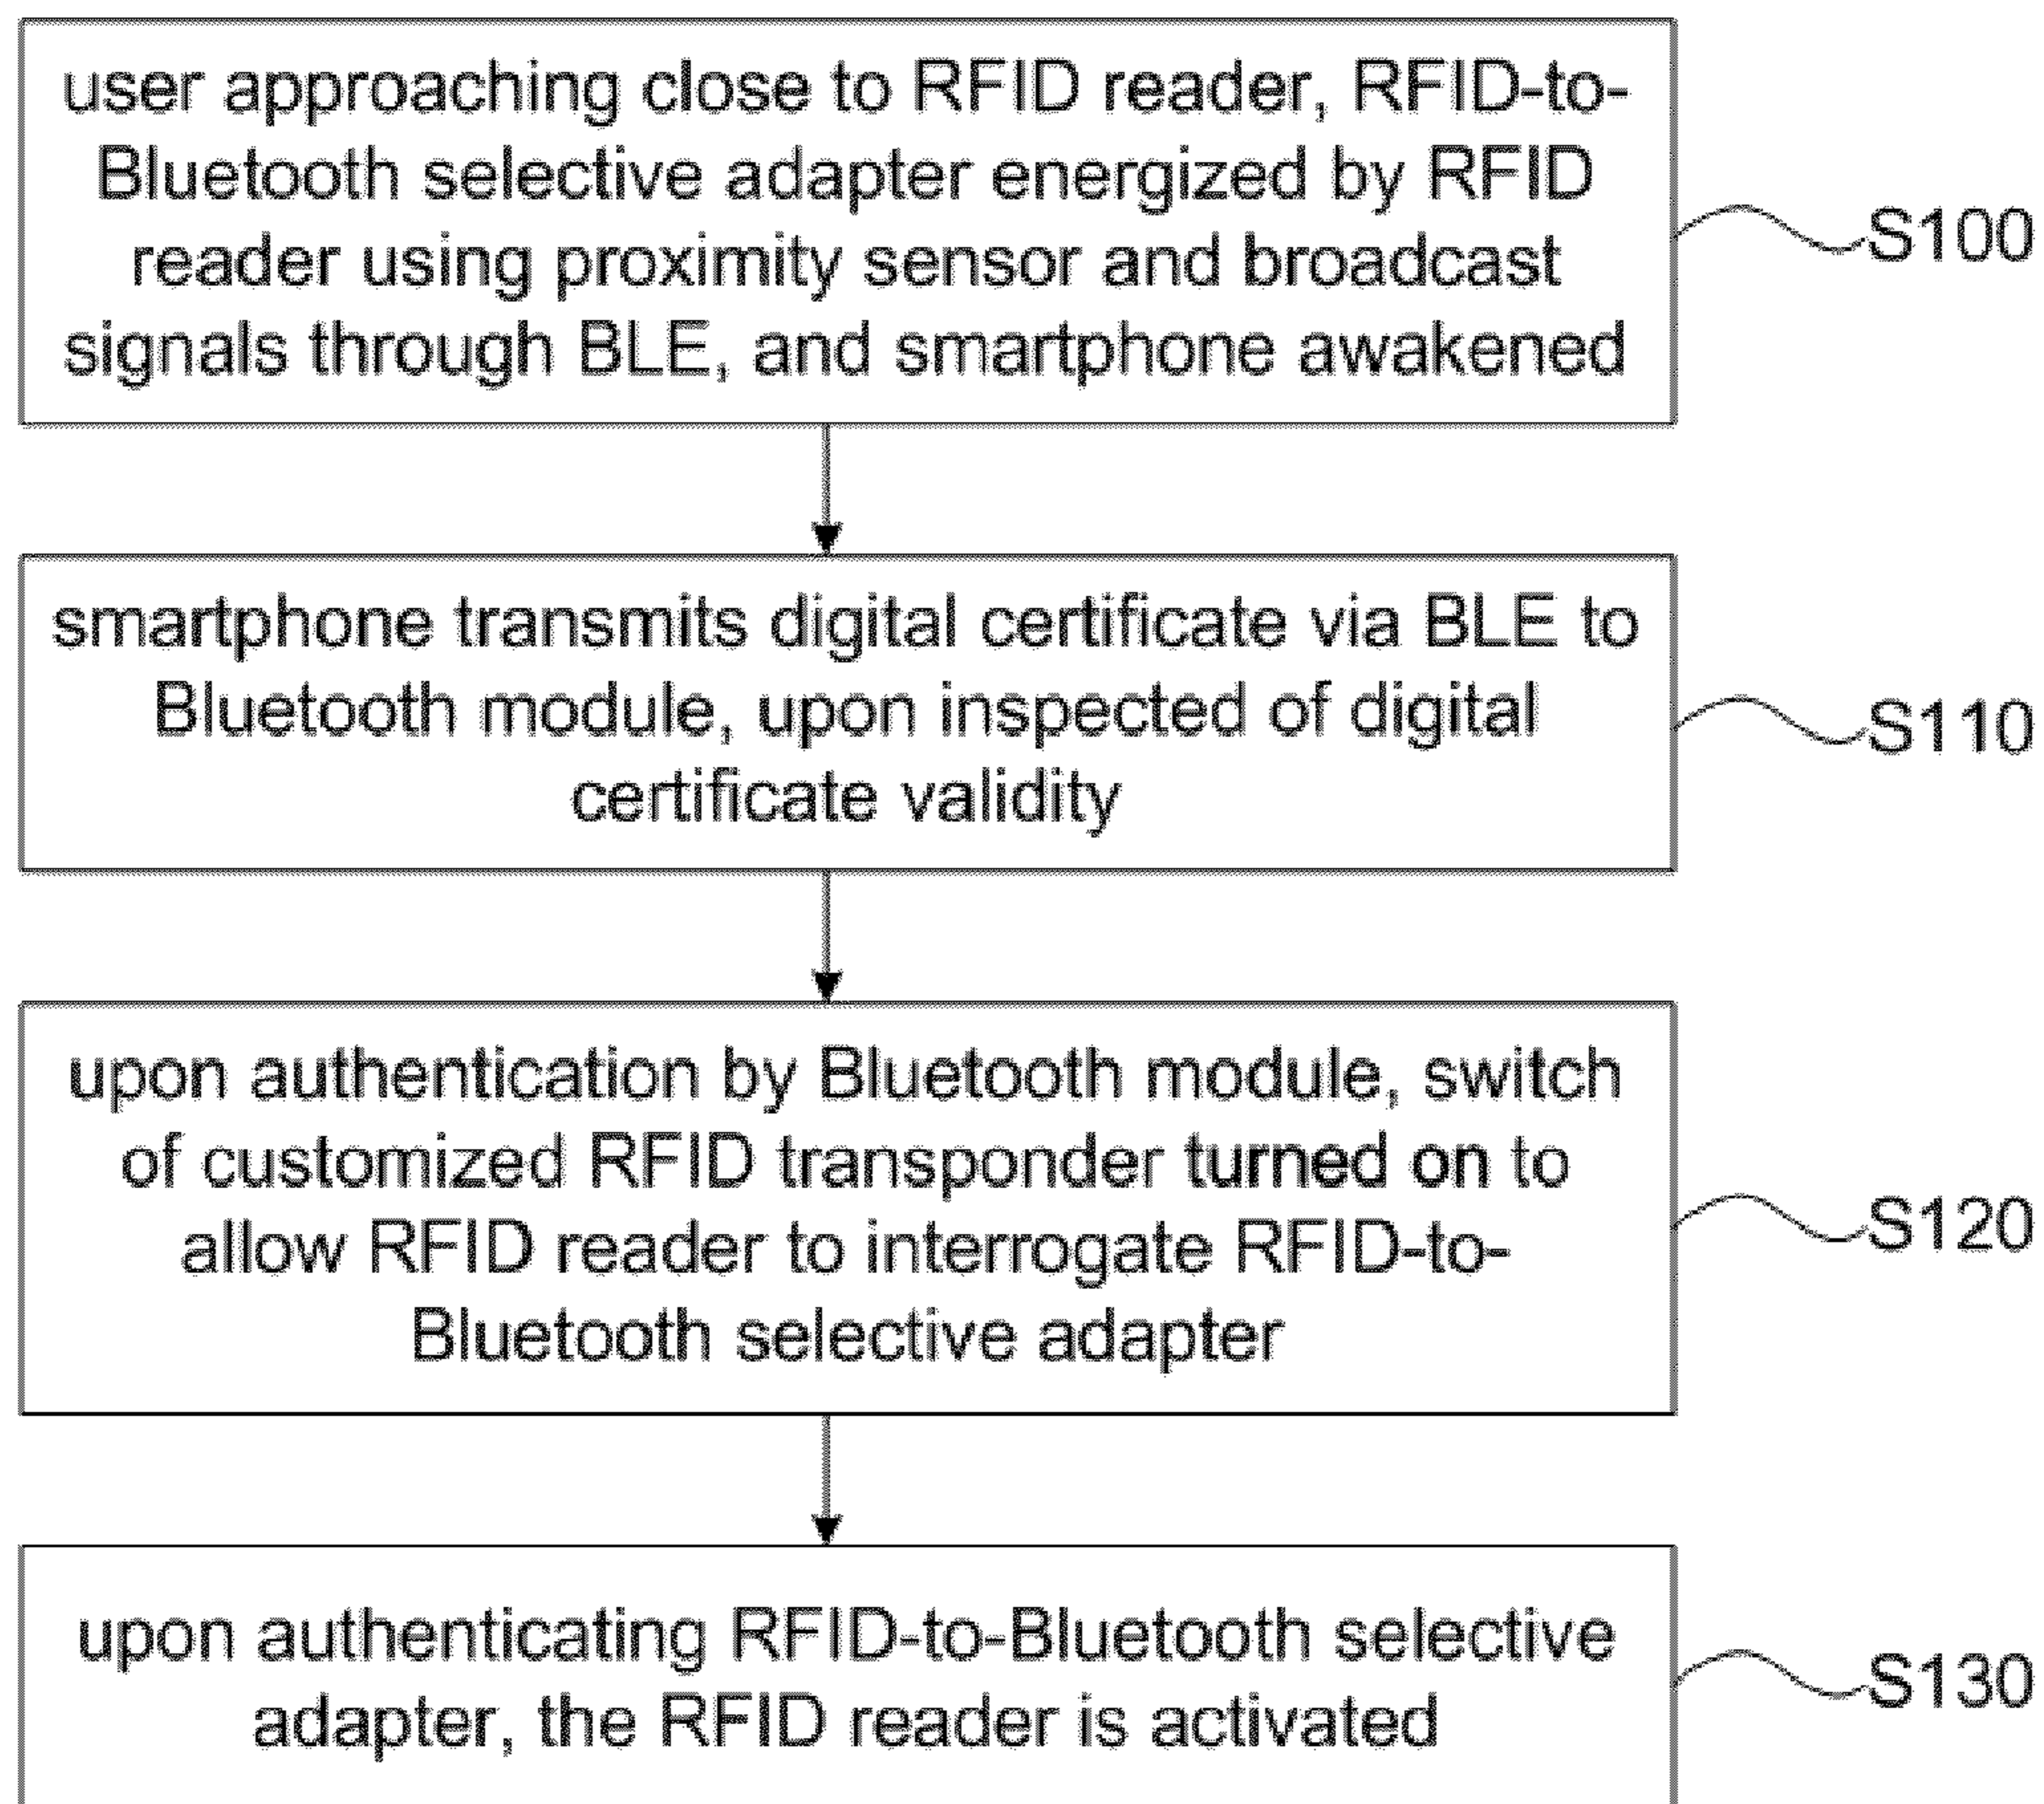 user approaching close to RFID reader, RFID-to-
Bluetooth selective adapter energized by RFID
reader using proximity sensor and broadcast
signals through BLE, and smartphone awakened
S100
smartphone transmits digital certificate via BLE to
Bluetooth module, upon inspected of digital
certificate validity
S110
upon authentication by Bluetooth module, switch
of customized RFID transponder turned on to
allow RFID reader to interrogate RFID-to-
Bluetooth selective adapter
S120
upon authenticating RFID-to-Bluetooth selective
adapter, the RFID reader is activated
S130